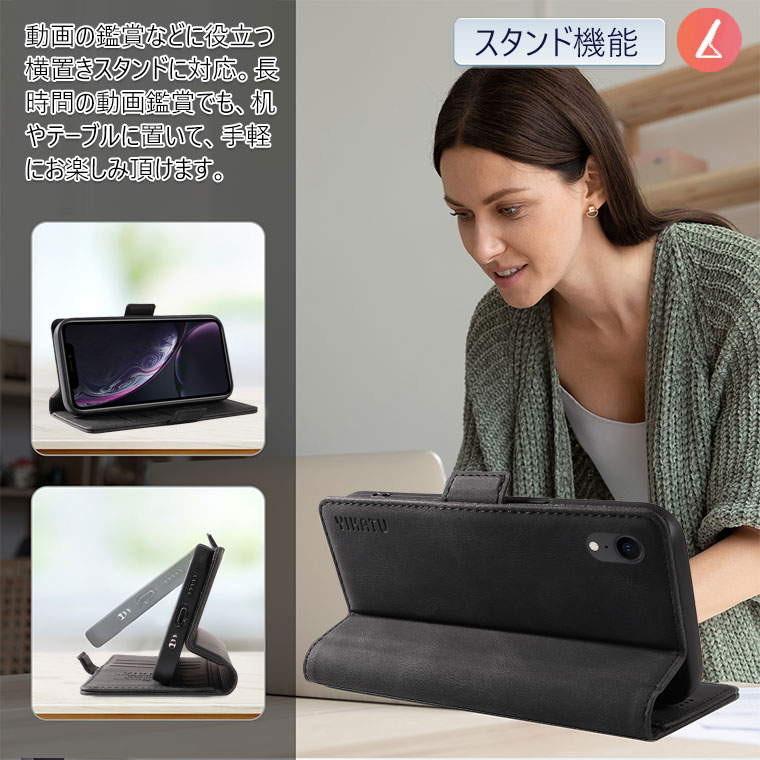 動画の鑑賞などに役立つ
横置きスタンドに対応。長
時間の動画鑑賞でも、机
やテーブルに置いて、手軽
にお楽しみ頂けます。
スタンド機能
YIKATU